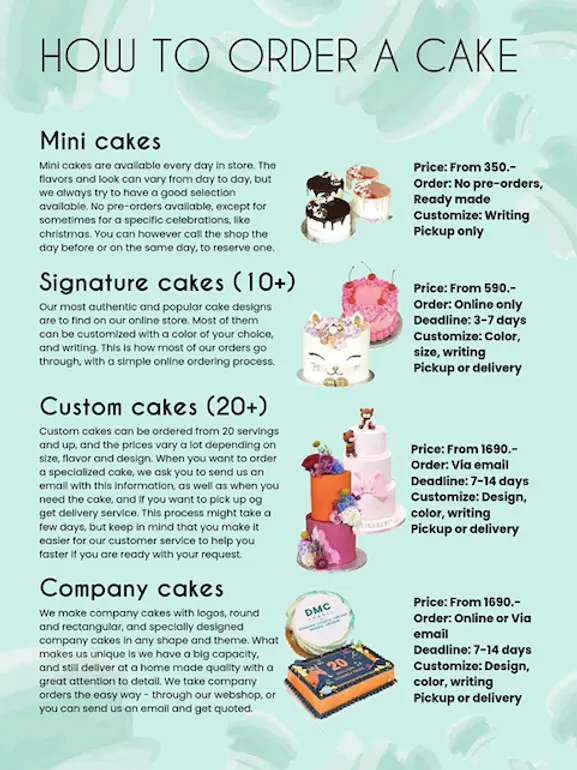 HOW TO ORDER A CAKE
Mini cakes
Mini cakes are available every day in store. The
flavors and look can vary from day to day, but
we always try to have a good selection
available. No pre-orders available, except for
sometimes for a specific celebrations, like
christmas. You can however call the shop the
day before or on the same day, to reserve one.
Price: From 350.-
Order: No pre-orders,
Ready made
Customize: Writing
Pickup only
Signature cakes (10+)
Our most authentic and popular cake designs
are to find on our online store. Most of them
can be customized with a color of your choice,
and writing. This is how most of our orders go
through, with a simple online ordering process.
Price: From 590.-
Order: Online only
Deadline: 3-7 days
Customize: Color,
size, writing
Pickup or delivery
Custom cakes (20+)
Custom cakes can be ordered from 20 servings
and up, and the prices vary a lot depending on
size, flavor and design. When you want to order
a specialized cake, we ask you to send us an
email with this information, as well as when you
need the cake, and if you want to pick up og
get delivery service. This process might take a
few days, but keep in mind that you make it
easier for our customer service to help you
faster if you are ready with your request.
Price: From 1690.-
Order: Via email
Deadline: 7-14 days
Customize: Design,
color, writing
Pickup or delivery
Company cakes
We make company cakes with logos, round
and rectangular, and specially designed
company cakes in any shape and theme. What
makes us unique is we have a big capacity,
and still deliver at a home made quality with a
great attention to detail. We take company
orders the easy way - through our webshop, or
you can send us an email and get quoted.
DMC
20
Price: From 1690.-
Order: Online or Via
email
Deadline: 7-14 days
Customize: Design,
color, writing
Pickup or delivery